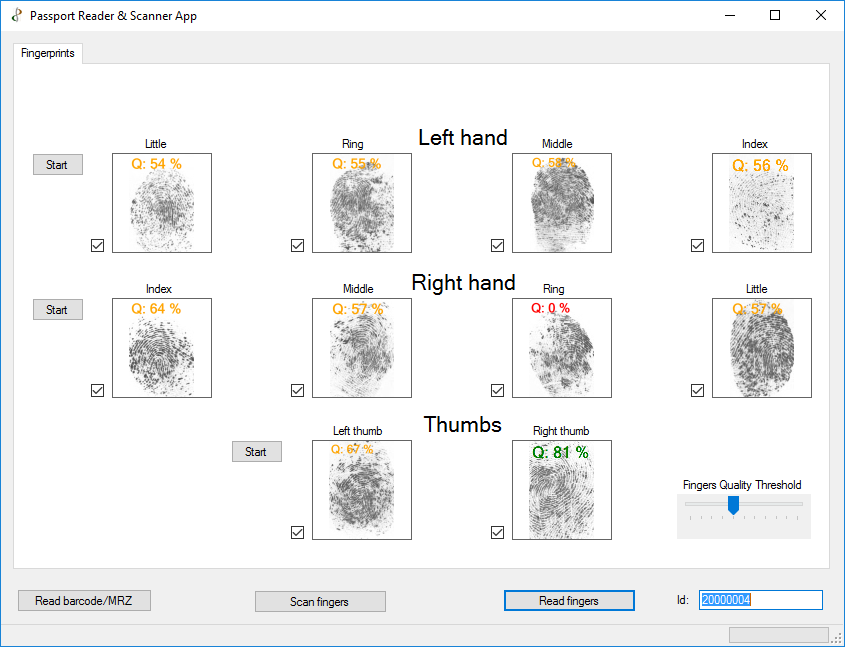 Passport Reader & Scanner App
Fingerprints
Left hand
Little Ring Middle Index
Start
Q: 54 % Q: 55 % Q: 58 % Q: 56 %
Right hand
Index Middle Ring Little
Start
Q: 64 % Q: 57 % Q: 0 % Q: 57 %
Thumbs
Left thumb Right thumb
Start
Q: 67 % Q: 81 %
Fingers Quality Threshold
Read barcode/MRZ Scan fingers Read fingers Id: 20000004